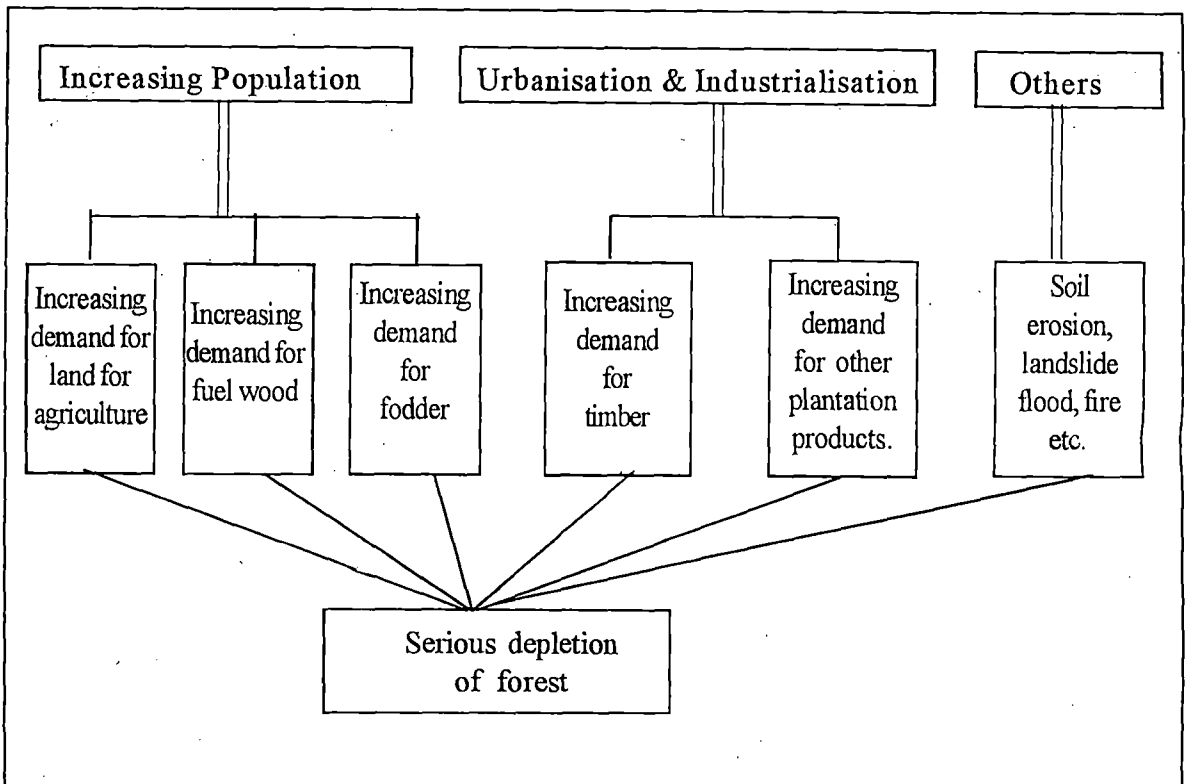 Increasing Population
Urbanisation & Industrialisation
Others
Increasing
demand for
land for
agriculture
Increasing
demand for
fuel wood
Increasing
demand
for
fodder
Increasing
demand
for
timber
Increasing
demand
for other
plantation
products.
Soil
erosion,
landslide
flood, fire
etc.
Serious depletion
of forest